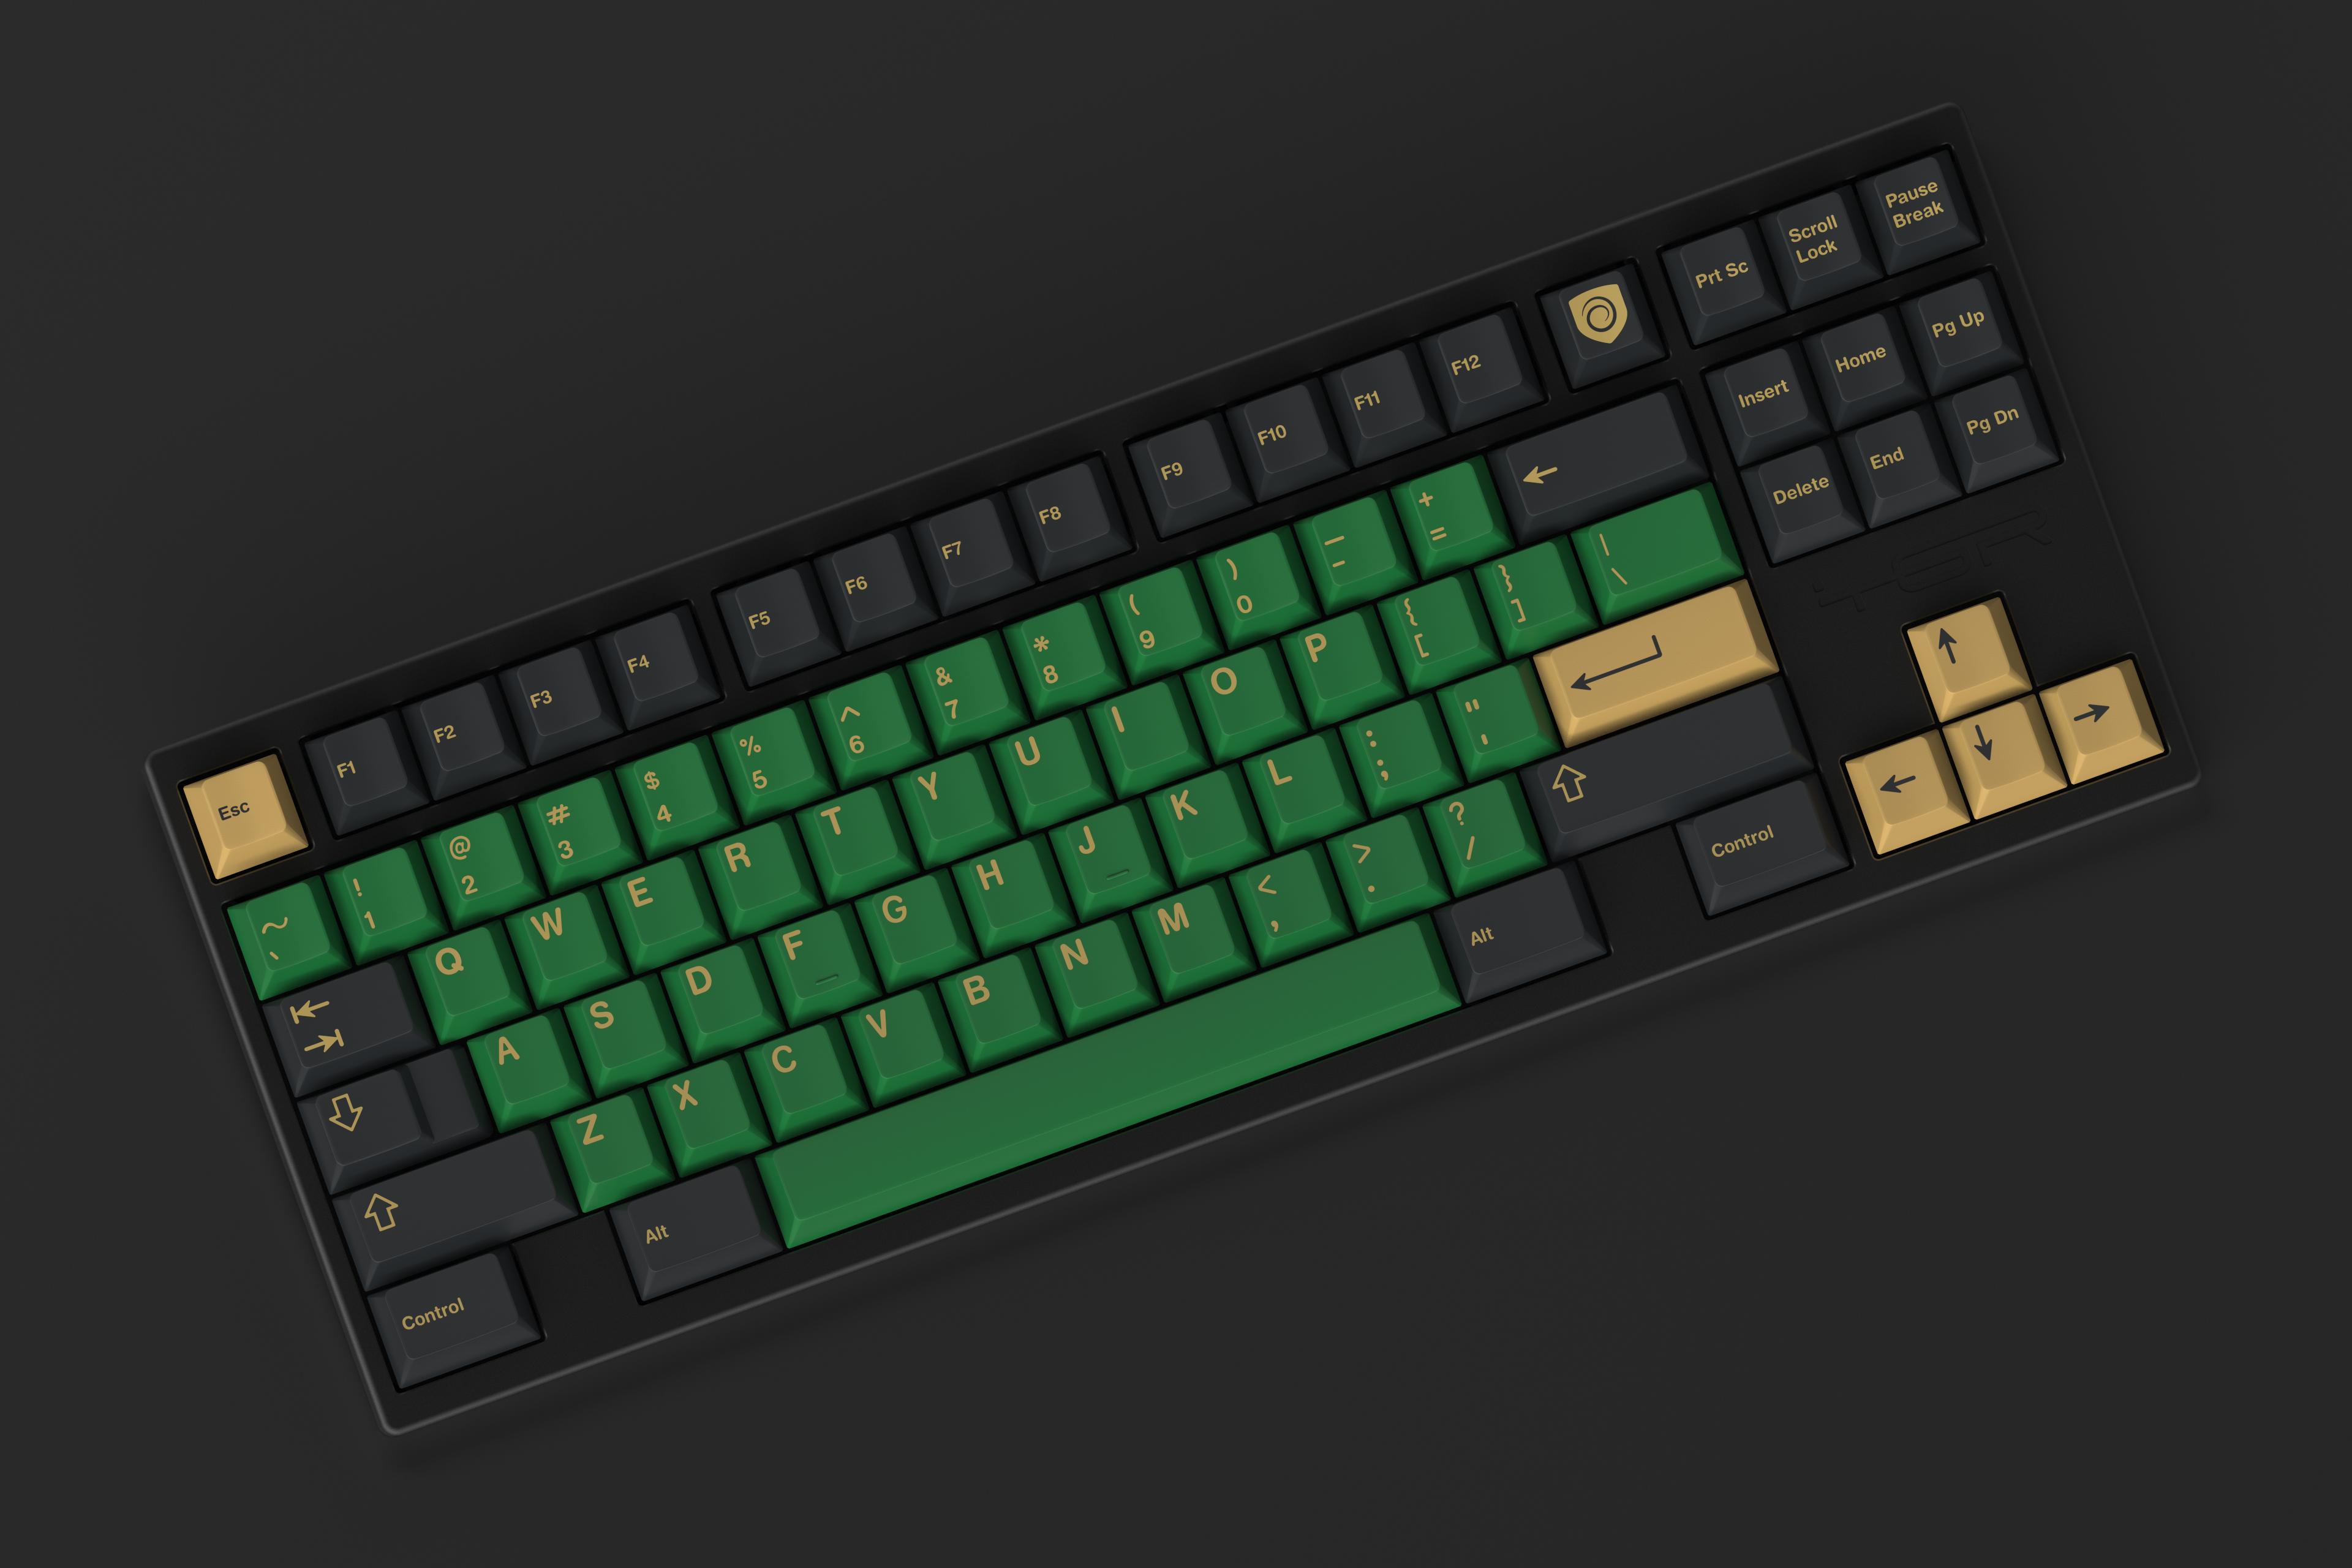 Esc F1 F2 F3 F4 F5 F6 F7 F8 F9 F10 F11 F12 Prt Sc Scroll Lock Pause Break
~ ! @ # $ % ^ & * ( ) — +
` 1 2 3 4 5 6 7 8 9 0 - = ← Insert Home Pg Up
Q W E R T Y U I O P { [ } ] | \ Delete End Pg Dn
A S D F G H J K L : ; " '
Z X C V B N M < , > . ? / ↑
Control Alt Alt Control ← ↓ →